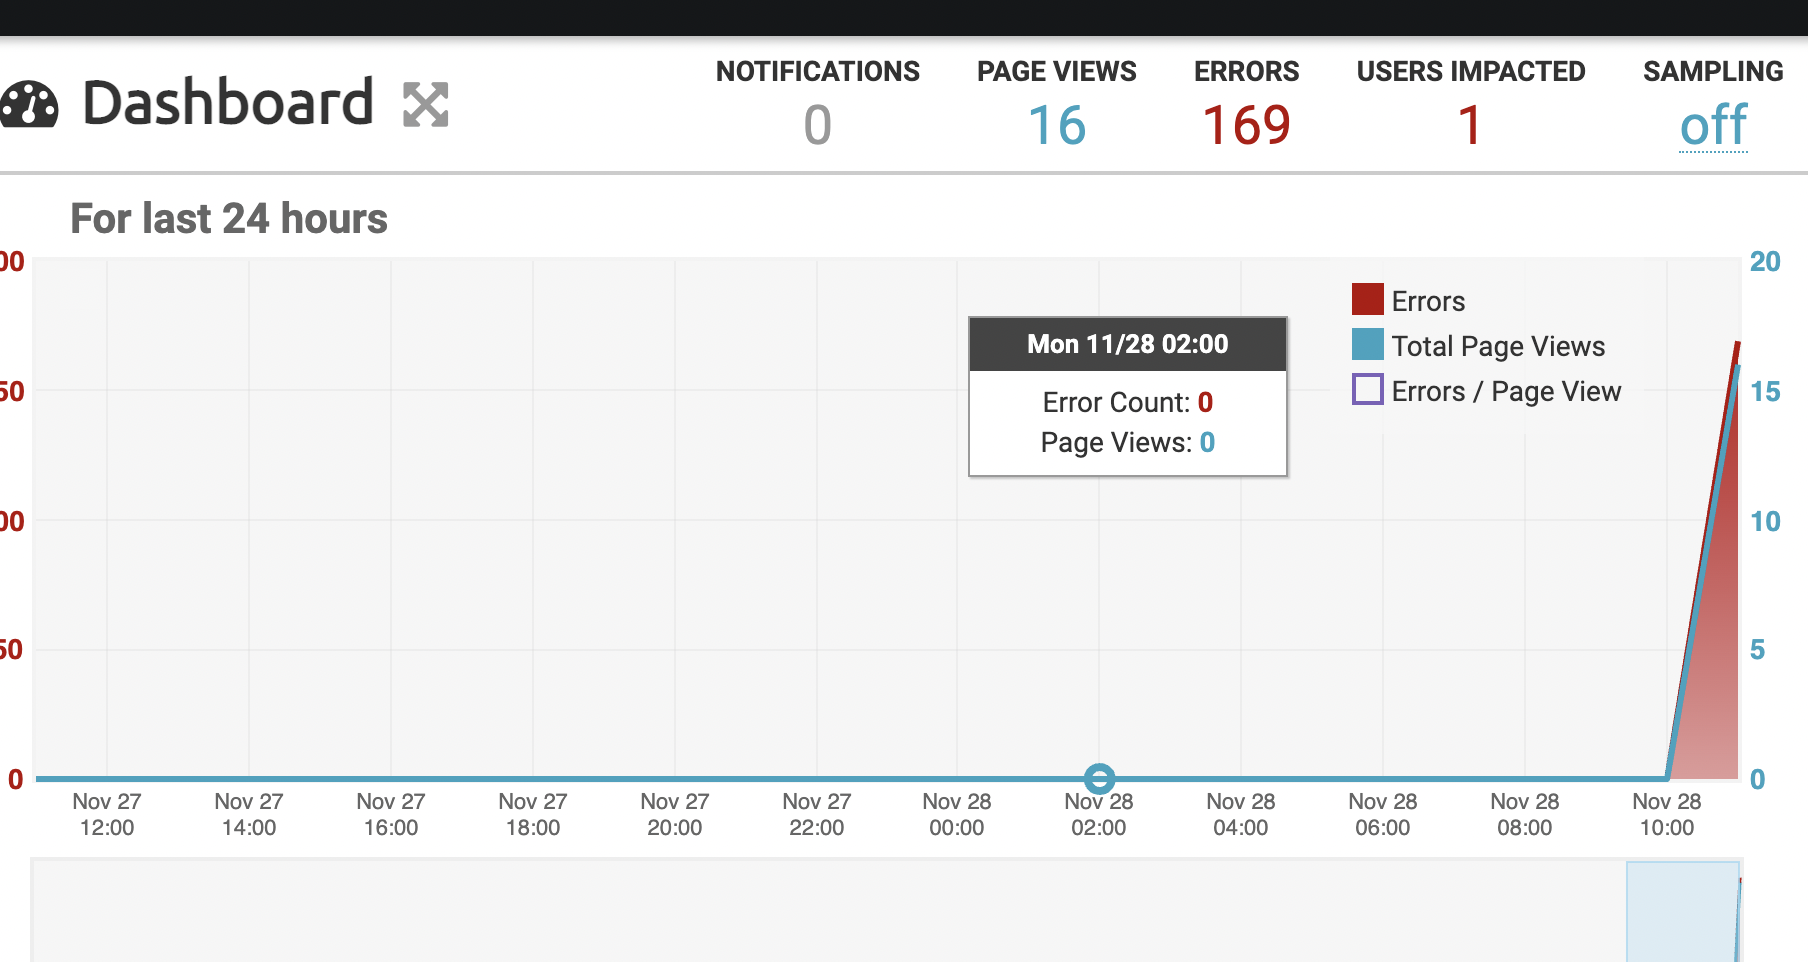 Dashboard
NOTIFICATIONS
0
PAGE VIEWS
16
ERRORS
169
USERS IMPACTED
1
SAMPLING
off
For last 24 hours
00
50
00
50
0
20
15
10
5
0
Errors
Total Page Views
Errors / Page View
Mon 11/28 02:00
Error Count: 0
Page Views: 0
Nov 27
12:00
Nov 27
14:00
Nov 27
16:00
Nov 27
18:00
Nov 27
20:00
Nov 27
22:00
Nov 28
00:00
Nov 28
02:00
Nov 28
04:00
Nov 28
06:00
Nov 28
08:00
Nov 28
10:00